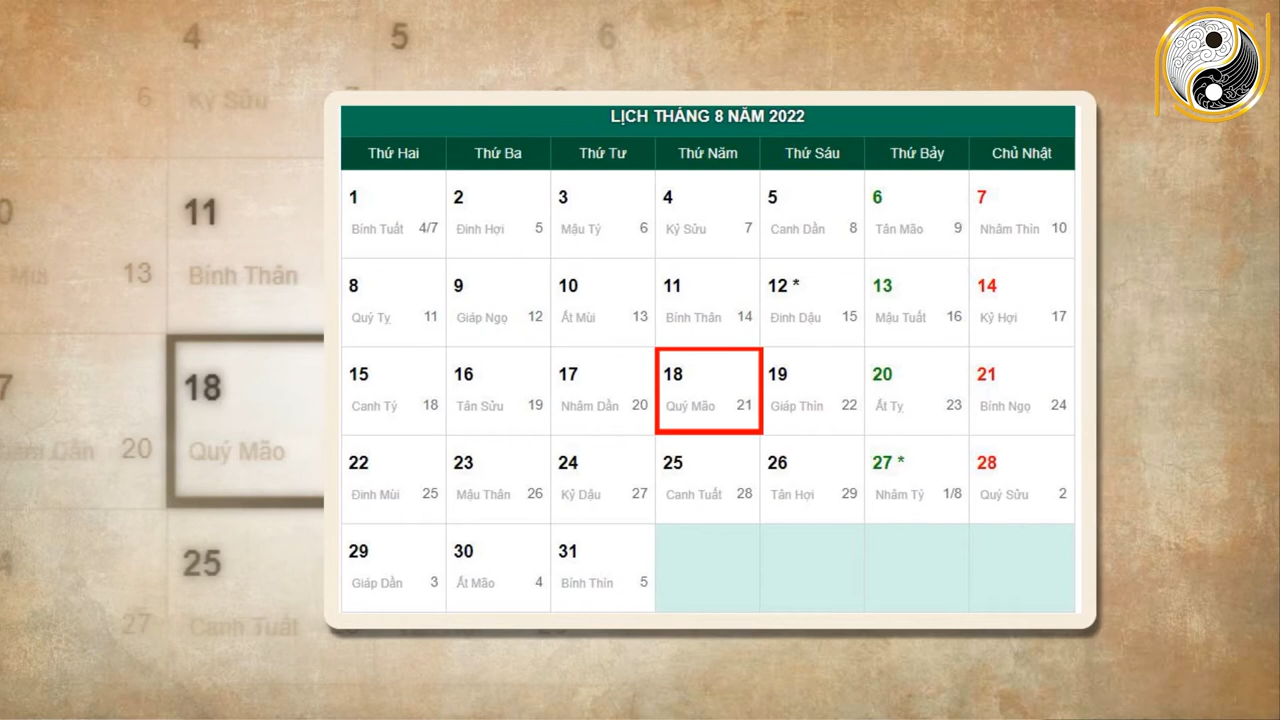 4 5 6
6 Kỷ Sửu
LỊCH THÁNG 8 NĂM 2022
Thứ Hai Thứ Ba Thứ Tư Thứ Năm Thứ Sáu Thứ Bảy Chủ Nhật
1 2 3 4 5 6 7
Bính Tuất 4/7 Đinh Hợi 5 Mậu Tý 6 Kỷ Sửu 7 Canh Dần 8 Tân Mão 9 Nhâm Thìn 10
8 9 10 11 12 * 13 14
Quý Tỵ 11 Giáp Ngọ 12 Ất Mùi 13 Bính Thân 14 Đinh Dậu 15 Mậu Tuất 16 Kỷ Hợi 17
15 16 17 18 19 20 21
Canh Tý 18 Tân Sửu 19 Nhâm Dần 20 Quý Mão 21 Giáp Thìn 22 Ất Tỵ 23 Bính Ngọ 24
22 23 24 25 26 27 * 28
Đinh Mùi 25 Mậu Thân 26 Kỷ Dậu 27 Canh Tuất 28 Tân Hợi 29 Nhâm Tý 1/8 Quý Sửu 2
29 30 31
Giáp Dần 3 Ất Mão 4 Bính Thìn 5
11
13 Bính Thân
18
20 Quý Mão
25
27 Canh Tuất